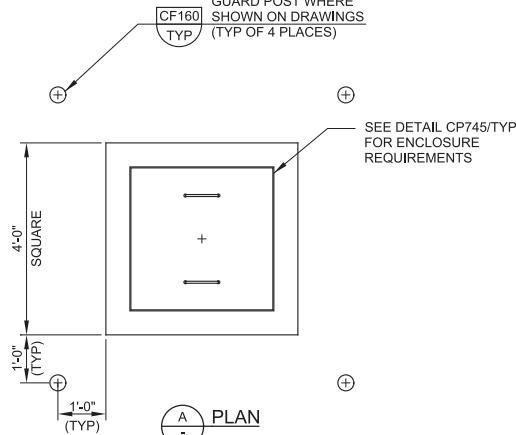 GUARD POST WHERE
CF160 SHOWN ON DRAWINGS
TYP (TYP OF 4 PLACES)
SEE DETAIL CP745/TYP
FOR ENCLOSURE
REQUIREMENTS
4'-0"
SQUARE
1'-0"
(TYP)
1'-0"
(TYP)
A PLAN
-